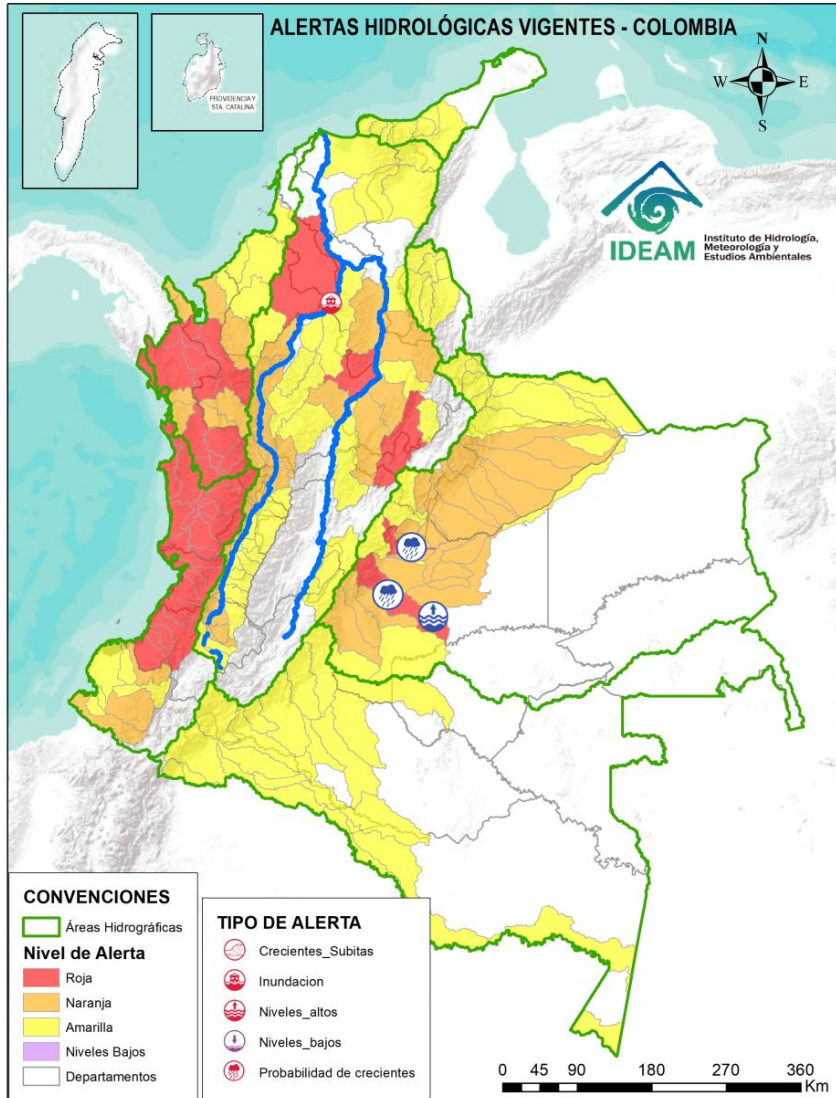 ALERTAS HIDROLÓGICAS VIGENTES - COLOMBIA
PROVIDENCIA Y
STA. CATALINA
N
W
E
S
IDEAM
Instituto de Hidrología,
Meteorología y
Estudios Ambientales
CONVENCIONES
Áreas Hidrográficas
Nivel de Alerta
Roja
Naranja
Amarilla
Niveles Bajos
Departamentos
TIPO DE ALERTA
Crecientes_Subitas
Inundacion
Niveles_altos
Niveles_bajos
Probabilidad de crecientes
0 45 90 180 270 360
Km